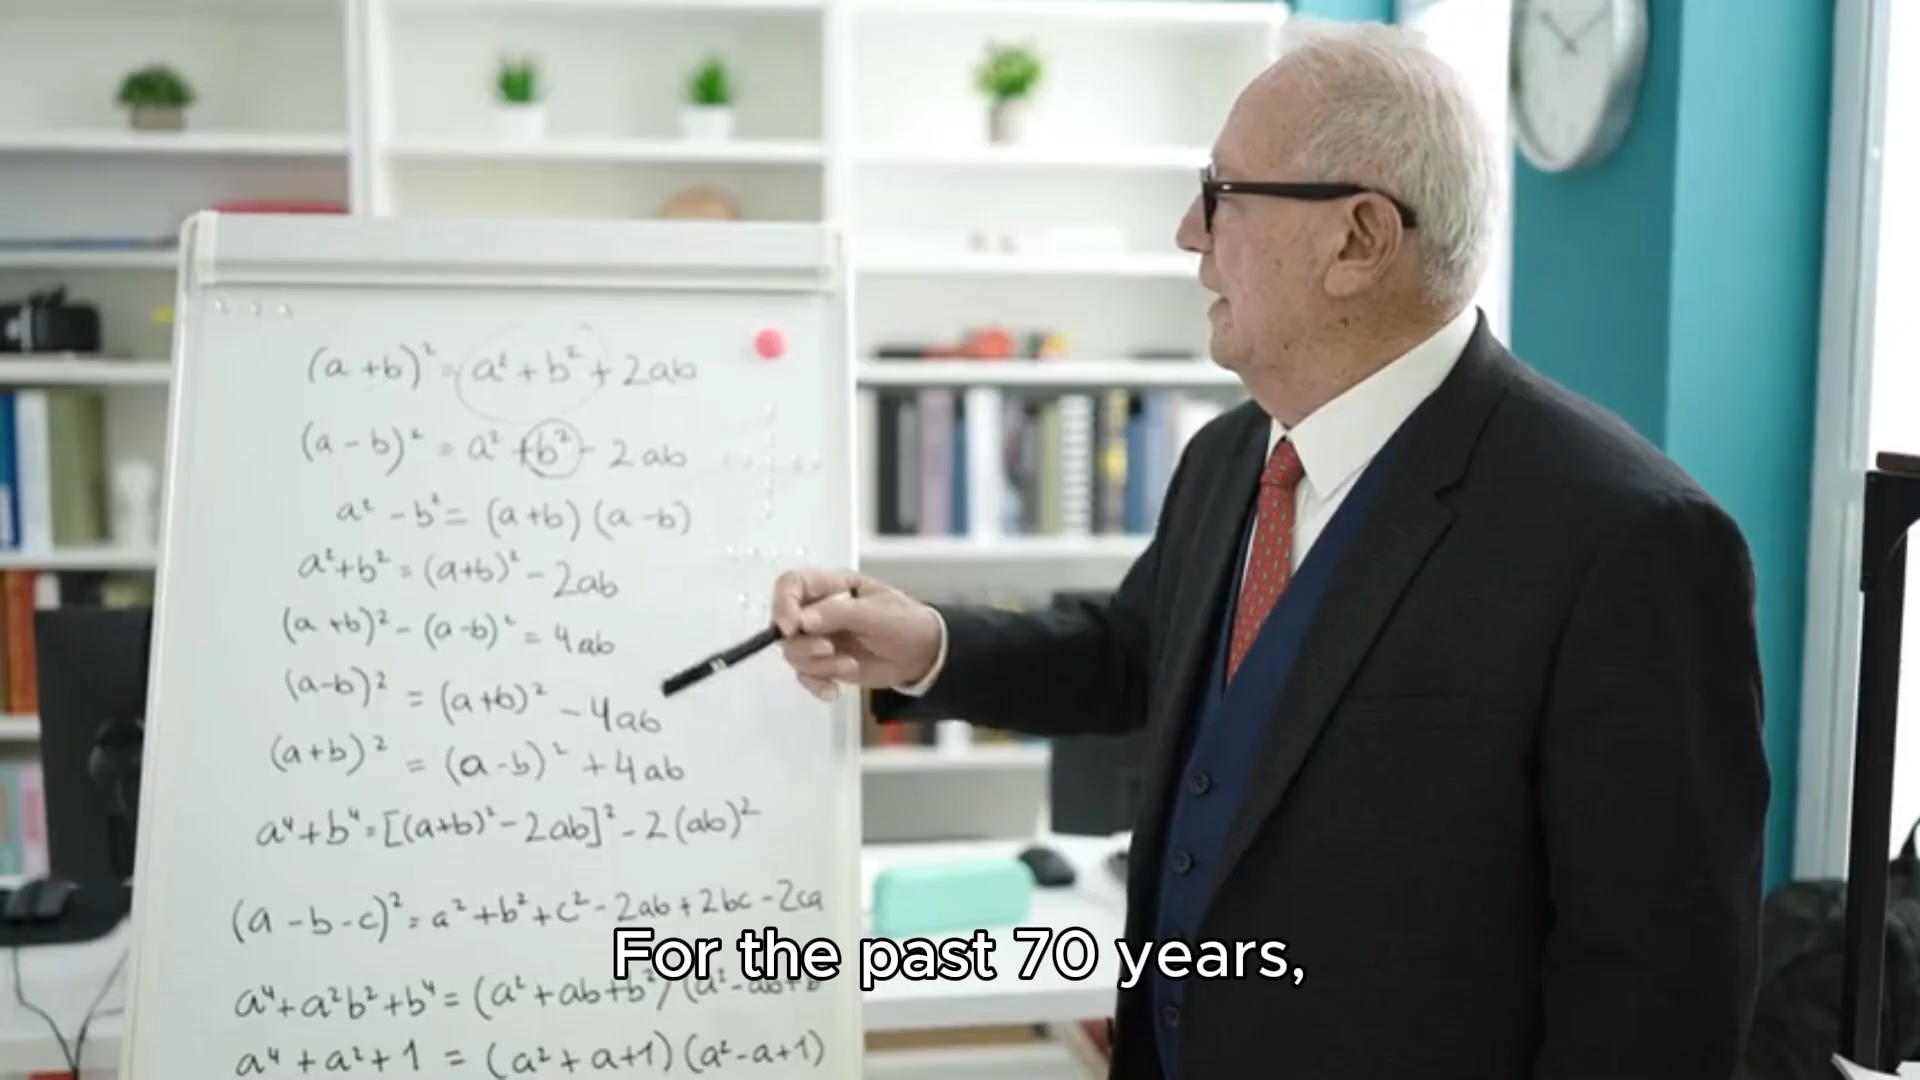 (a+b)² = a²+b²+2ab
(a-b)² = a²+b²-2ab
a²-b² = (a+b)(a-b)
a²+b² = (a+b)²-2ab
(a+b)²-(a-b)² = 4ab
(a-b)² = (a+b)²-4ab
(a+b)² = (a-b)²+4ab
a⁴+b⁴ = [(a+b)²-2ab]²-2(ab)²
(a-b-c)² = a²+b²+c²-2ab+2bc-2ca
For the past 70 years,
a⁴+a²b²+b⁴ = (a²+ab+b²)(a²-ab+b
a⁴+a²+1 = (a²+a+1)(a²-a+1)